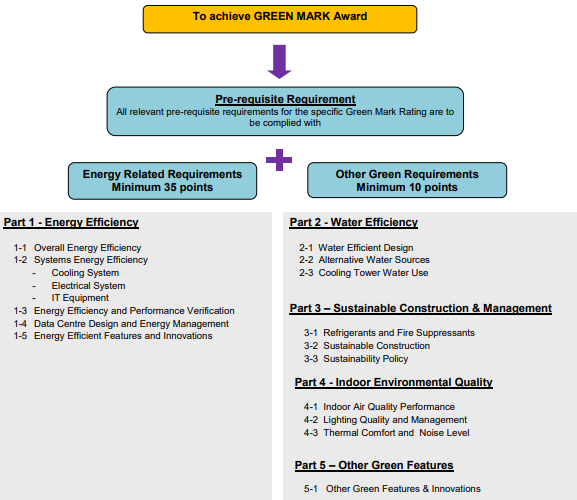 To achieve GREEN MARK Award
Pre-requisite Requirement
All relevant pre-requisite requirements for the specific Green Mark Rating are to
be complied with
+
Energy Related Requirements
Minimum 35 points
Other Green Requirements
Minimum 10 points
Part 1 - Energy Efficiency
1-1 Overall Energy Efficiency
1-2 Systems Energy Efficiency
- Cooling System
- Electrical System
- IT Equipment
1-3 Energy Efficiency and Performance Verification
1-4 Data Centre Design and Energy Management
1-5 Energy Efficient Features and Innovations
Part 2 - Water Efficiency
2-1 Water Efficient Design
2-2 Alternative Water Sources
2-3 Cooling Tower Water Use
Part 3 – Sustainable Construction & Management
3-1 Refrigerants and Fire Suppressants
3-2 Sustainable Construction
3-3 Sustainability Policy
Part 4 - Indoor Environmental Quality
4-1 Indoor Air Quality Performance
4-2 Lighting Quality and Management
4-3 Thermal Comfort and Noise Level
Part 5 – Other Green Features
5-1 Other Green Features & Innovations